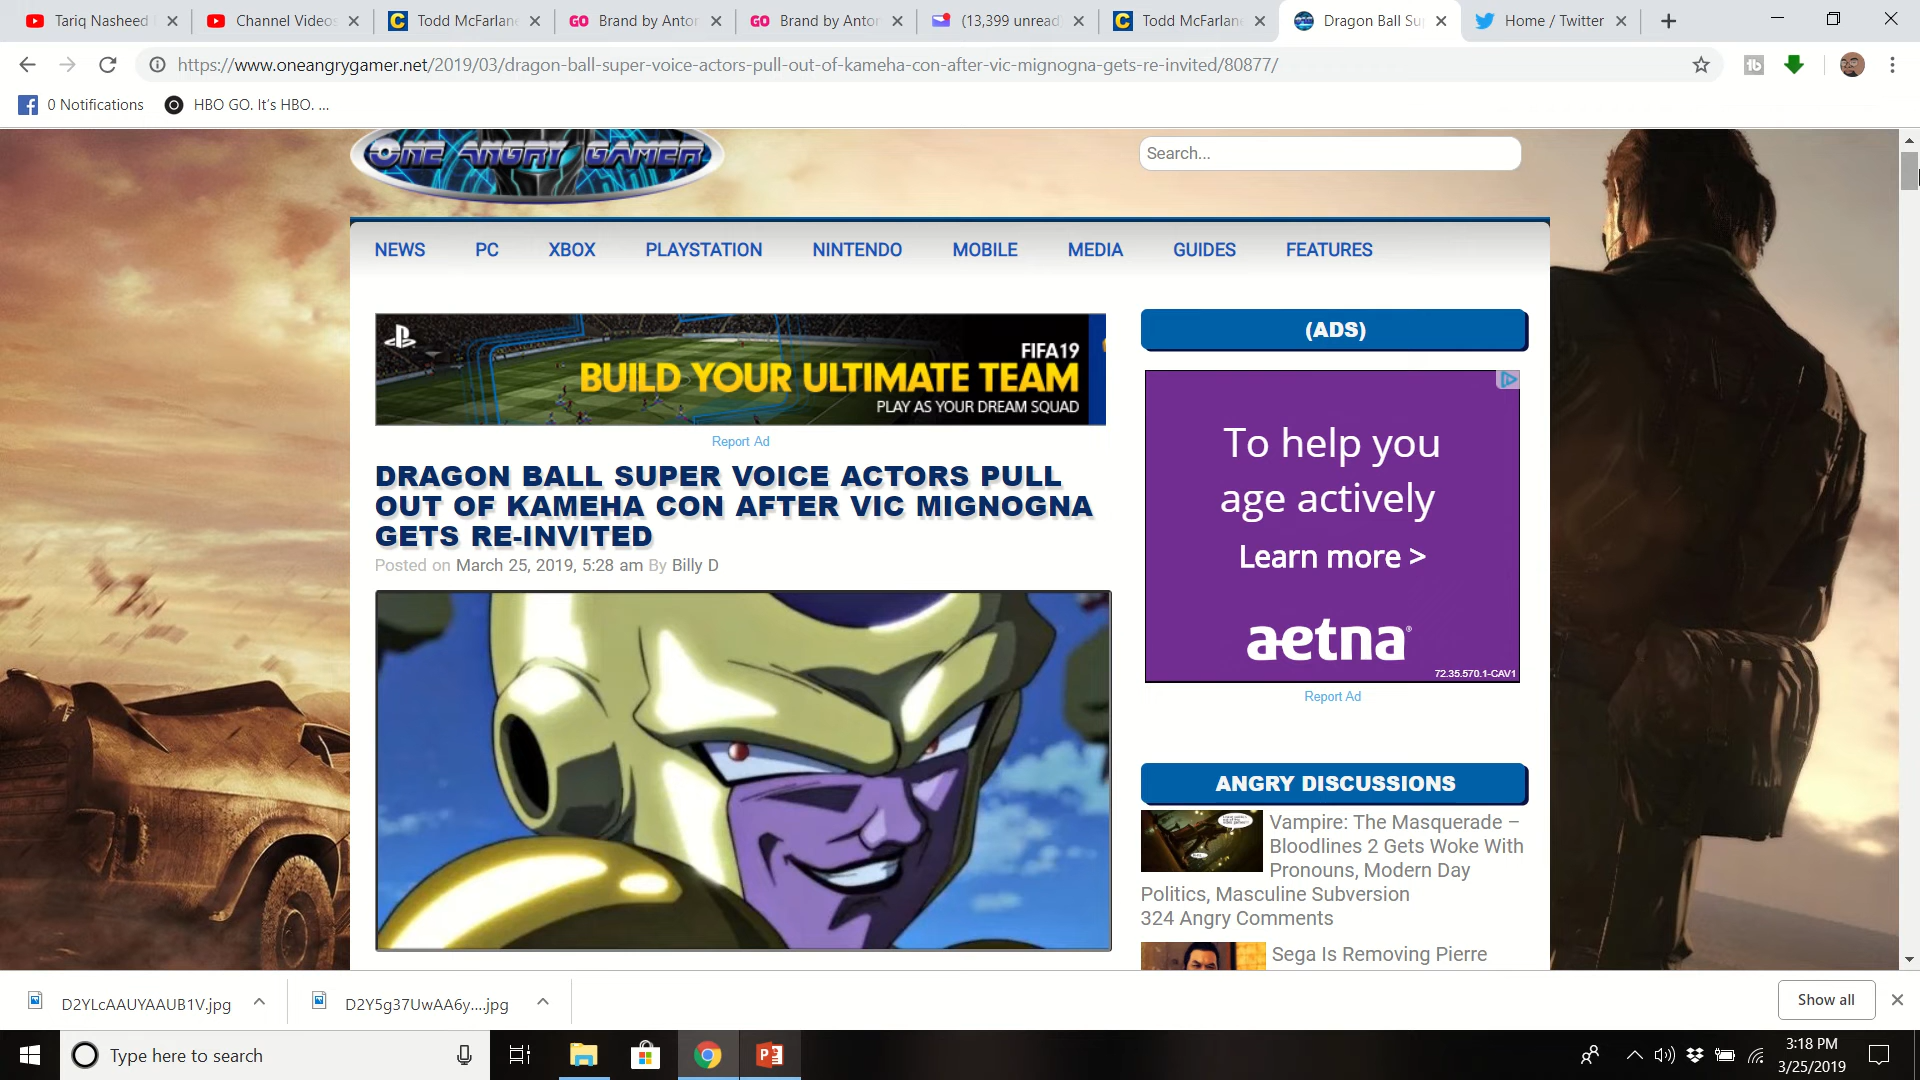 Tariq Nasheed
Channel Videos
Todd McFarlane
Brand by Anton
Brand by Anton
(13,399 unread
Todd McFarlane
Dragon Ball Su
Home / Twitter
https://www.oneangrygamer.net/2019/03/dragon-ball-super-voice-actors-pull-out-of-kameha-con-after-vic-mignogna-gets-re-invited/80877/
0 Notifications
HBO GO. It's HBO. ...
ONE ANGRY GAMER
Search...
NEWS PC XBOX PLAYSTATION NINTENDO MOBILE MEDIA GUIDES FEATURES
FIFA19
BUILD YOUR ULTIMATE TEAM
PLAY AS YOUR DREAM SQUAD
Report Ad
DRAGON BALL SUPER VOICE ACTORS PULL
OUT OF KAMEHA CON AFTER VIC MIGNOGNA
GETS RE-INVITED
Posted on March 25, 2019, 5:28 am By Billy D
(ADS)
To help you
age actively
Learn more >
aetna
72.35.570.1-CAV1
Report Ad
ANGRY DISCUSSIONS
Vampire: The Masquerade –
Bloodlines 2 Gets Woke With
Pronouns, Modern Day
Politics, Masculine Subversion
324 Angry Comments
Sega Is Removing Pierre
D2YLcAAUYAAUB1V.jpg
D2Y5g37UwAA6y....jpg
Show all
Type here to search
3:18 PM
3/25/2019